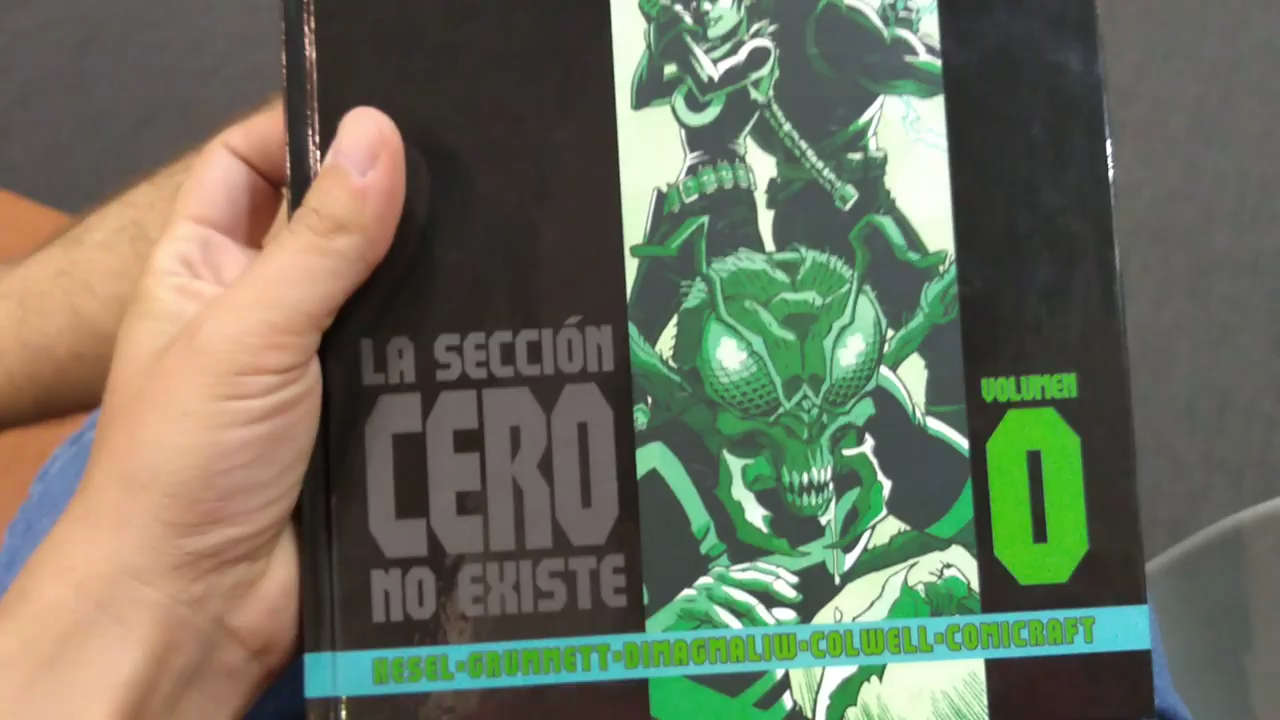 LA SECCIÓN
CERO
NO EXISTE
VOLUMEN
0
KESEL·GRUMMETT·DIMAGMALIW·COLWELL·COMICRAFT